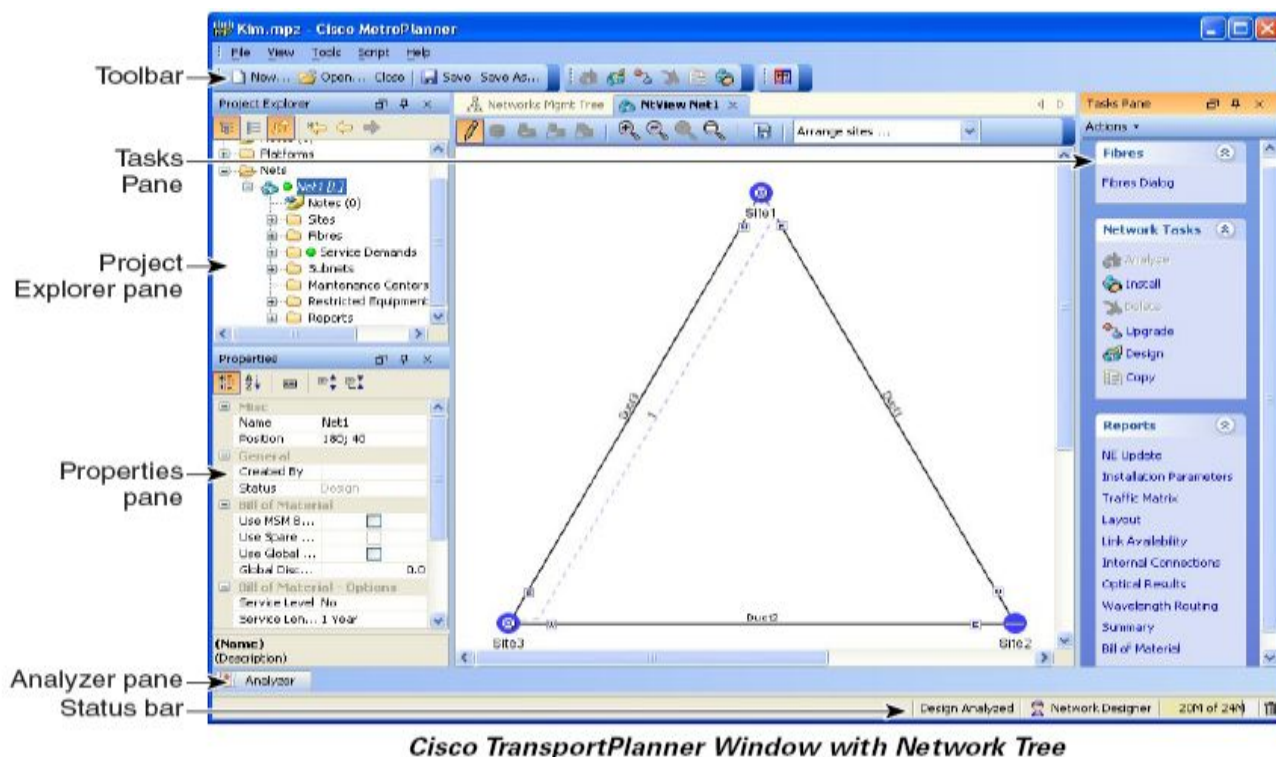 Kim.mpz - Cisco MetroPlanner
File View Tools Script Help
Toolbar
New... Open... Close Save Save As...
Project Explorer
Networks Mgmt Tree NtView Net1
Tasks Pane
Arrange sites ...
Actions
Tasks
Pane
Platforms
Nets
Net1 [L]
Notes (0)
Sites
Fibres
Service Demands
Subnets
Maintenance Centers
Restricted Equipment
Reports
Project
Explorer pane
Properties
Misc
Name Net1
Position 180; 40
General
Created By
Status Design
Bill of Material
Use MSM B...
Use Spare ...
Use Global ...
Global Disc... 0.0
Bill of Material - Options
Service Level No
Service Len... 1 Year
(Name)
(Description)
Properties
pane
Site1
Duct3
1
Duct1
Duct2
Site3
Site2
Fibres
Fibres Dialog
Network Tasks
Analyze
Install
Delete
Upgrade
Design
Copy
Reports
NE Update
Installation Parameters
Traffic Matrix
Layout
Link Availability
Internal Connections
Optical Results
Wavelength Routing
Summary
Bill of Material
Analyzer pane
Analyzer
Status bar
Design Analyzed Network Designer 20M of 24M
Cisco TransportPlanner Window with Network Tree